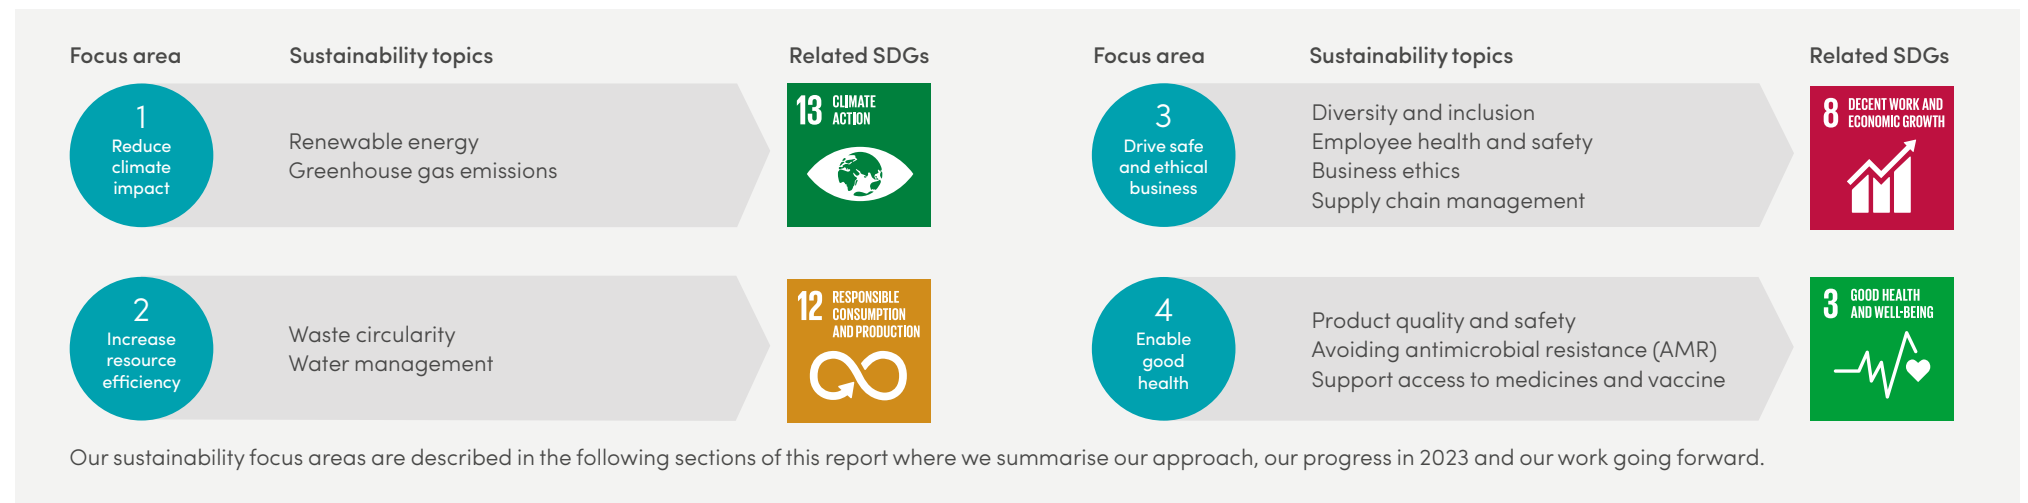 Focus area
Sustainability topics
Related SDGs
1
Reduce
climate
impact
Renewable energy
Greenhouse gas emissions
13 CLIMATE
ACTION
2
Increase
resource
efficiency
Waste circularity
Water management
12 RESPONSIBLE
CONSUMPTION
AND PRODUCTION
Focus area
Sustainability topics
Related SDGs
3
Drive safe
and ethical
business
Diversity and inclusion
Employee health and safety
Business ethics
Supply chain management
8 DECENT WORK AND
ECONOMIC GROWTH
4
Enable
good
health
Product quality and safety
Avoiding antimicrobial resistance (AMR)
Support access to medicines and vaccine
3 GOOD HEALTH
AND WELL-BEING
Our sustainability focus areas are described in the following sections of this report where we summarise our approach, our progress in 2023 and our work going forward.